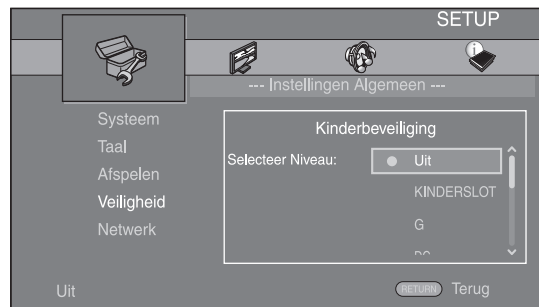 SETUP
--- Instellingen Algemeen ---
Systeem
Taal
Afspelen
Veiligheid
Netwerk
Kinderbeveiliging
Selecteer Niveau:
Uit
KINDERSLOT
G
Uit
RETURN Terug